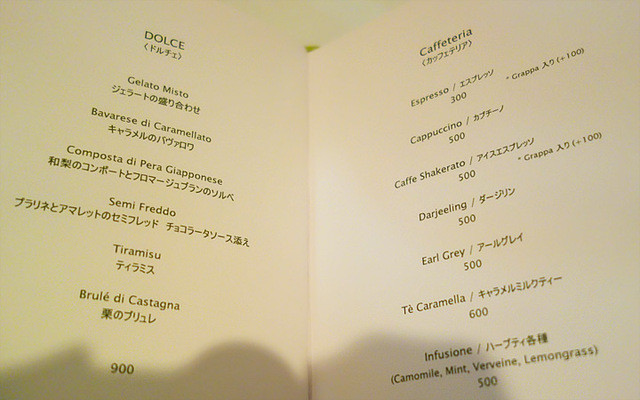 DOLCE
〈ドルチェ〉
Gelato Misto
ジェラートの盛り合わせ
Bavarese di Caramellato
キャラメルのバヴァロワ
Composta di Pera Giapponese
和梨のコンポートとフロマージュブランのソルベ
Semi Freddo
プラリネとアマレットのセミフレッド チョコラータソース添え
Tiramisu
ティラミス
Brulé di Castagna
栗のブリュレ
900
Caffeteria
〈カッフェテリア〉
Espresso / エスプレッソ * Grappa 入り (+100)
300
Cappuccino / カプチーノ
500
Caffe Shakerato / アイスエスプレッソ
500 * Grappa 入り (+100)
Darjeeling / ダージリン
500
Earl Grey / アールグレイ
500
Tè Caramella / キャラメルミルクティー
600
Infusione / ハーブティ各種
(Camomile, Mint, Verveine, Lemongrass)
500